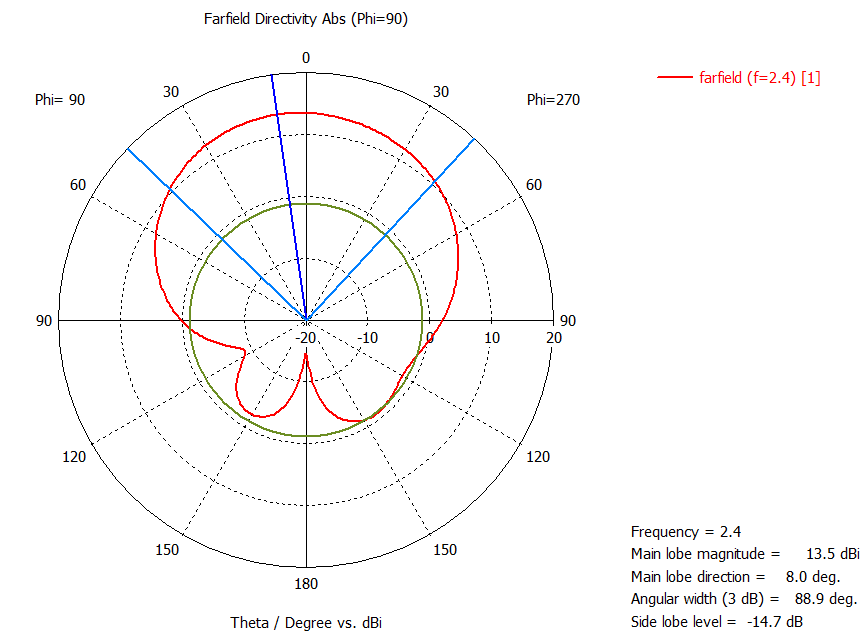 Farfield Directivity Abs (Phi=90)
farfield (f=2.4) [1]
Phi= 90
Phi=270
0
30
30
60
60
90
90
-20
-10
0
10
20
120
120
150
150
180
Theta / Degree vs. dBi
Frequency = 2.4
Main lobe magnitude = 13.5 dBi
Main lobe direction = 8.0 deg.
Angular width (3 dB) = 88.9 deg.
Side lobe level = -14.7 dB